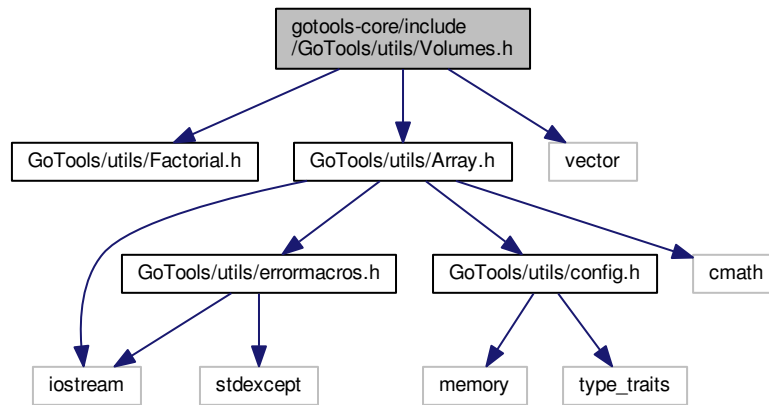 gotools-core/include
/GoTools/utils/Volumes.h
GoTools/utils/Factorial.h
GoTools/utils/Array.h
vector
GoTools/utils/errormacros.h
GoTools/utils/config.h
cmath
iostream
stdexcept
memory
type_traits